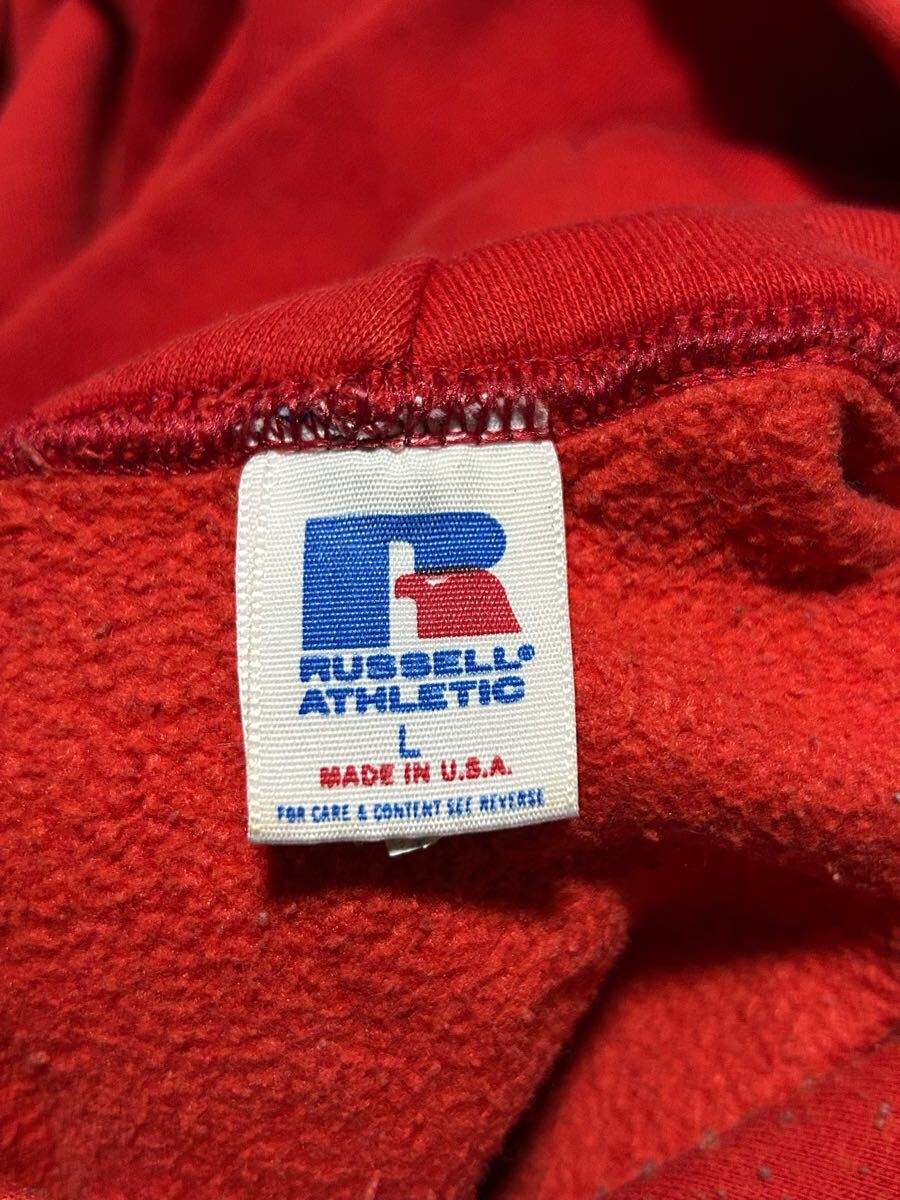 R
RUSSELL®
ATHLETIC
L
MADE IN U.S.A.
FOR CARE & CONTENT SEE REVERSE